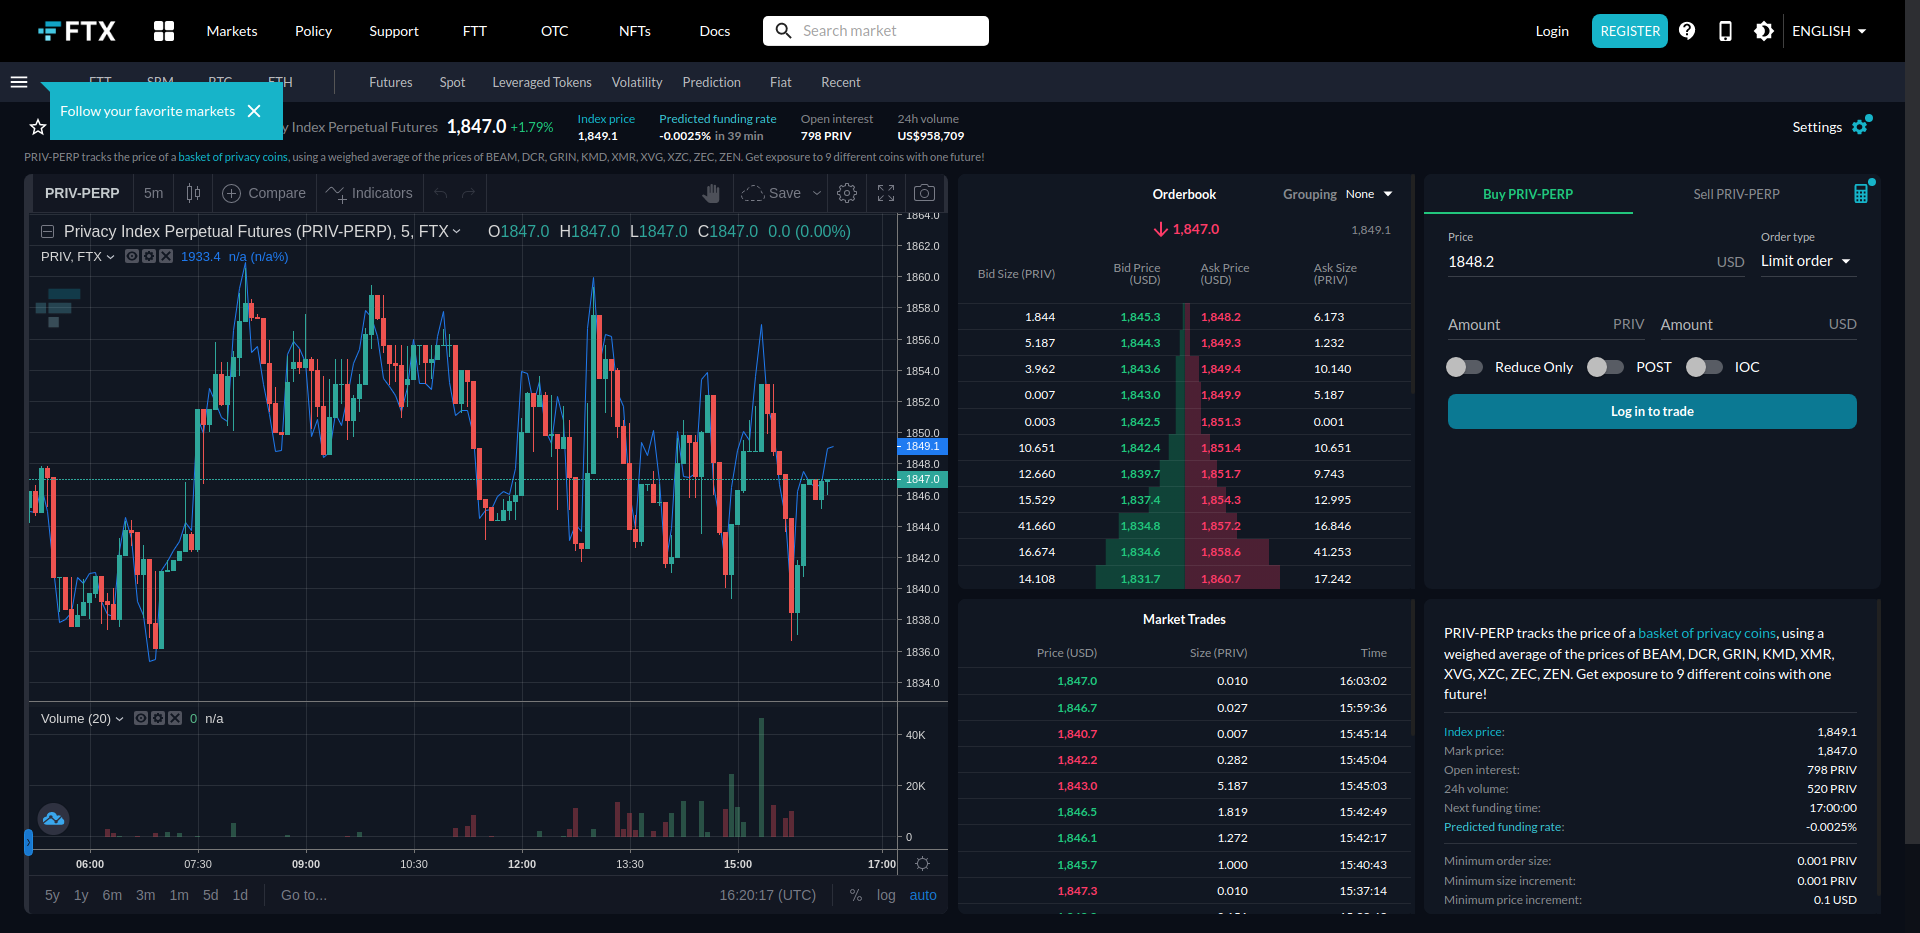 FTX Markets Policy Support FTT OTC NFTs Docs Search market Login REGISTER ENGLISH
Futures Spot Leveraged Tokens Volatility Prediction Fiat Recent
Follow your favorite markets
Index Perpetual Futures 1,847.0 +1.79%
Index price
1,849.1
Predicted funding rate
-0.0025% in 39 min
Open interest
798 PRIV
24h volume
US$958,709
Settings
PRIV-PERP tracks the price of a basket of privacy coins, using a weighed average of the prices of BEAM, DCR, GRIN, KMD, XMR, XVG, XZC, ZEC, ZEN. Get exposure to 9 different coins with one future!
PRIV-PERP 5m Compare Indicators Save
Privacy Index Perpetual Futures (PRIV-PERP), 5, FTX O1847.0 H1847.0 L1847.0 C1847.0 0.0 (0.00%)
PRIV, FTX 1933.4 n/a (n/a%)
1864.0
1862.0
1860.0
1858.0
1856.0
1854.0
1852.0
1850.0
1849.1
1848.0
1847.0
1846.0
1844.0
1842.0
1840.0
1838.0
1836.0
1834.0
Volume (20) 0 n/a
40K
20K
0
06:00 07:30 09:00 10:30 12:00 13:30 15:00 17:00
5y 1y 6m 3m 1m 5d 1d Go to... 16:20:17 (UTC) % log auto
Orderbook Grouping None
1,847.0 1,849.1
Bid Size (PRIV) Bid Price (USD) Ask Price (USD) Ask Size (PRIV)
1.844 1,845.3 1,848.2 6.173
5.187 1,844.3 1,849.3 1.232
3.962 1,843.6 1,849.4 10.140
0.007 1,843.0 1,849.9 5.187
0.003 1,842.5 1,851.3 0.001
10.651 1,842.4 1,851.4 10.651
12.660 1,839.7 1,851.7 9.743
15.529 1,837.4 1,854.3 12.995
41.660 1,834.8 1,857.2 16.846
16.674 1,834.6 1,858.6 41.253
14.108 1,831.7 1,860.7 17.242
Market Trades
Price (USD) Size (PRIV) Time
1,847.0 0.010 16:03:02
1,846.7 0.027 15:59:36
1,840.7 0.007 15:45:14
1,842.2 0.282 15:45:04
1,843.0 5.187 15:45:03
1,846.5 1.819 15:42:49
1,846.1 1.272 15:42:17
1,845.7 1.000 15:40:43
1,847.3 0.010 15:37:14
Buy PRIV-PERP Sell PRIV-PERP
Price Order type
1848.2 USD Limit order
Amount PRIV Amount USD
Reduce Only POST IOC
Log in to trade
PRIV-PERP tracks the price of a basket of privacy coins, using a
weighed average of the prices of BEAM, DCR, GRIN, KMD, XMR,
XVG, XZC, ZEC, ZEN. Get exposure to 9 different coins with one
future!
Index price: 1,849.1
Mark price: 1,847.0
Open interest: 798 PRIV
24h volume: 520 PRIV
Next funding time: 17:00:00
Predicted funding rate: -0.0025%
Minimum order size: 0.001 PRIV
Minimum size increment: 0.001 PRIV
Minimum price increment: 0.1 USD